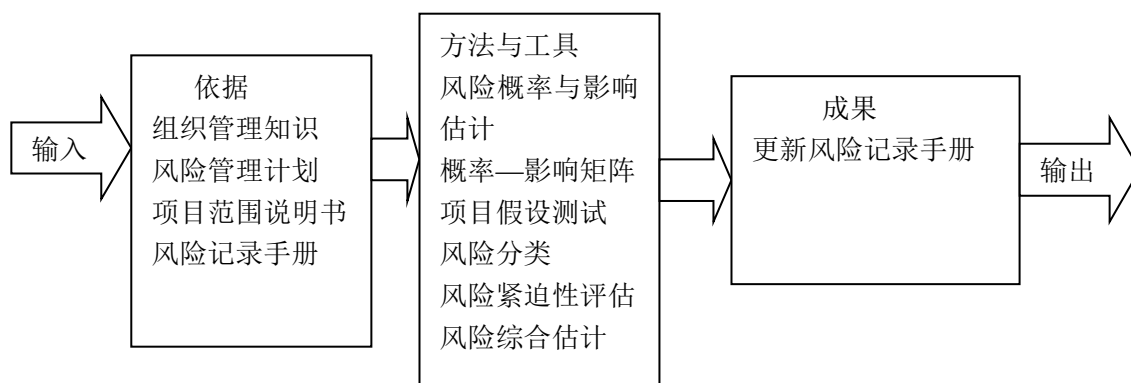 输入
依据
组织管理知识
风险管理计划
项目范围说明书
风险记录手册
方法与工具
风险概率与影响
估计
概率—影响矩阵
项目假设测试
风险分类
风险紧迫性评估
风险综合估计
成果
更新风险记录手册
输出